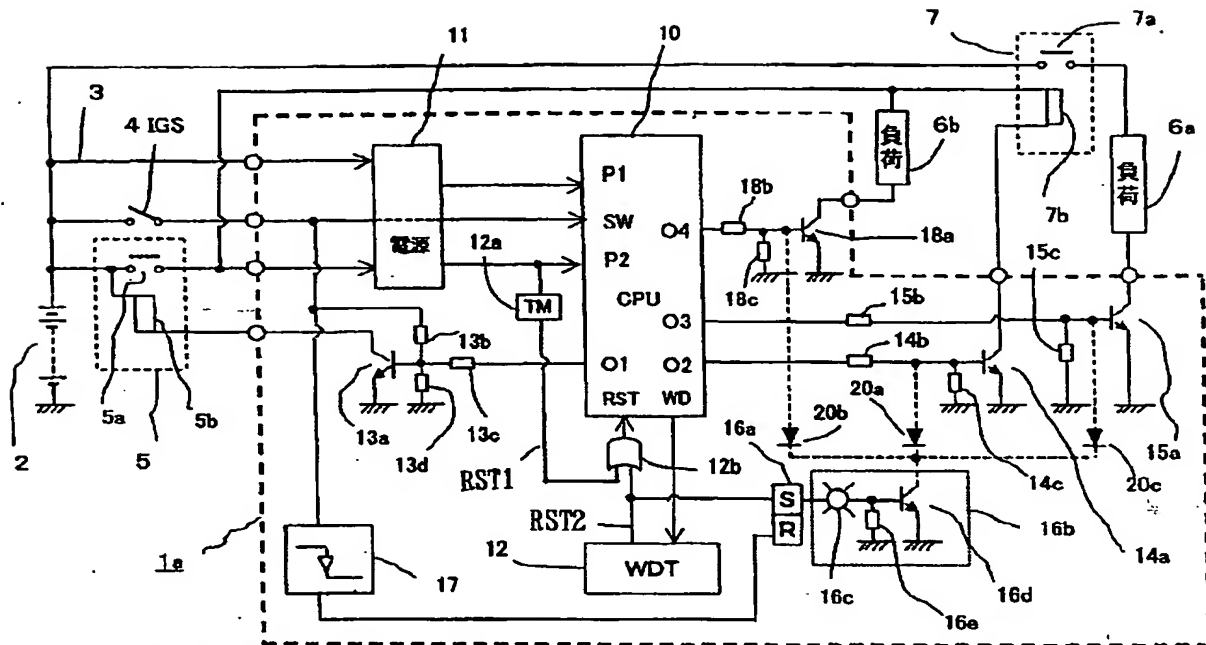 7a
7
11
10
3
4 IGS
6b
負荷
6a
負荷
7b
P1
SW
電源
P2
CPU
O4
18b
18a
18c
12a
TM
15c
15b
O3
14b
O2
13b
O1
RST
WD
20a
20b
13a
13c
13d
5a
5b
2
5
16a
12b
RST1
S
R
14c
15a
20c
16b
RST2
12
WDT
14a
1a
17
16c
16d
16e